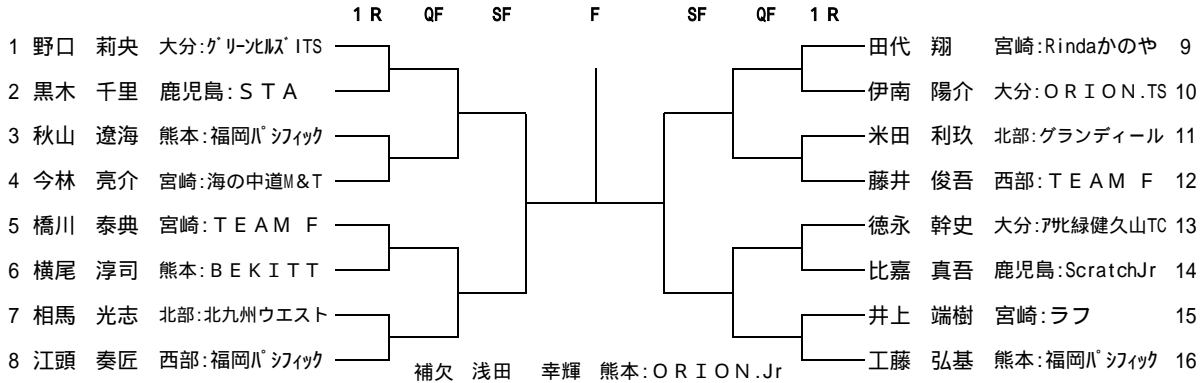 1 R QF SF F SF QF 1 R
1 野口 莉央 大分:グリーンヒルズITS 田代 翔 宮崎:Rindaかのや 9
2 黒木 千里 鹿児島:STA 伊南 陽介 大分:ORION.TS 10
3 秋山 遼海 熊本:福岡パシフィック 米田 利玖 北部:グランディール 11
4 今林 亮介 宮崎:海の中道M&T 藤井 俊吾 西部:TEAM F 12
5 橋川 泰典 宮崎:TEAM F 徳永 幹史 大分:アサヒ緑健久山TC 13
6 横尾 淳司 熊本:BEKITT 比嘉 真吾 鹿児島:ScratchJr 14
7 相馬 光志 北部:北九州ウエスト 井上 端樹 宮崎:ラフ 15
8 江頭 奏匠 西部:福岡パシフィック 工藤 弘基 熊本:福岡パシフィック 16
補欠 浅田 幸輝 熊本:ORION.Jr